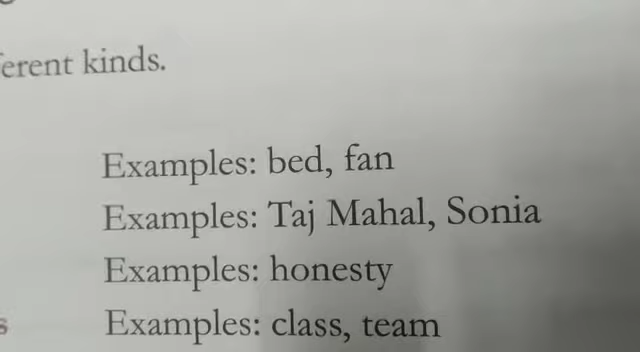 erent kinds.
Examples: bed, fan
Examples: Taj Mahal, Sonia
Examples: honesty
s Examples: class, team